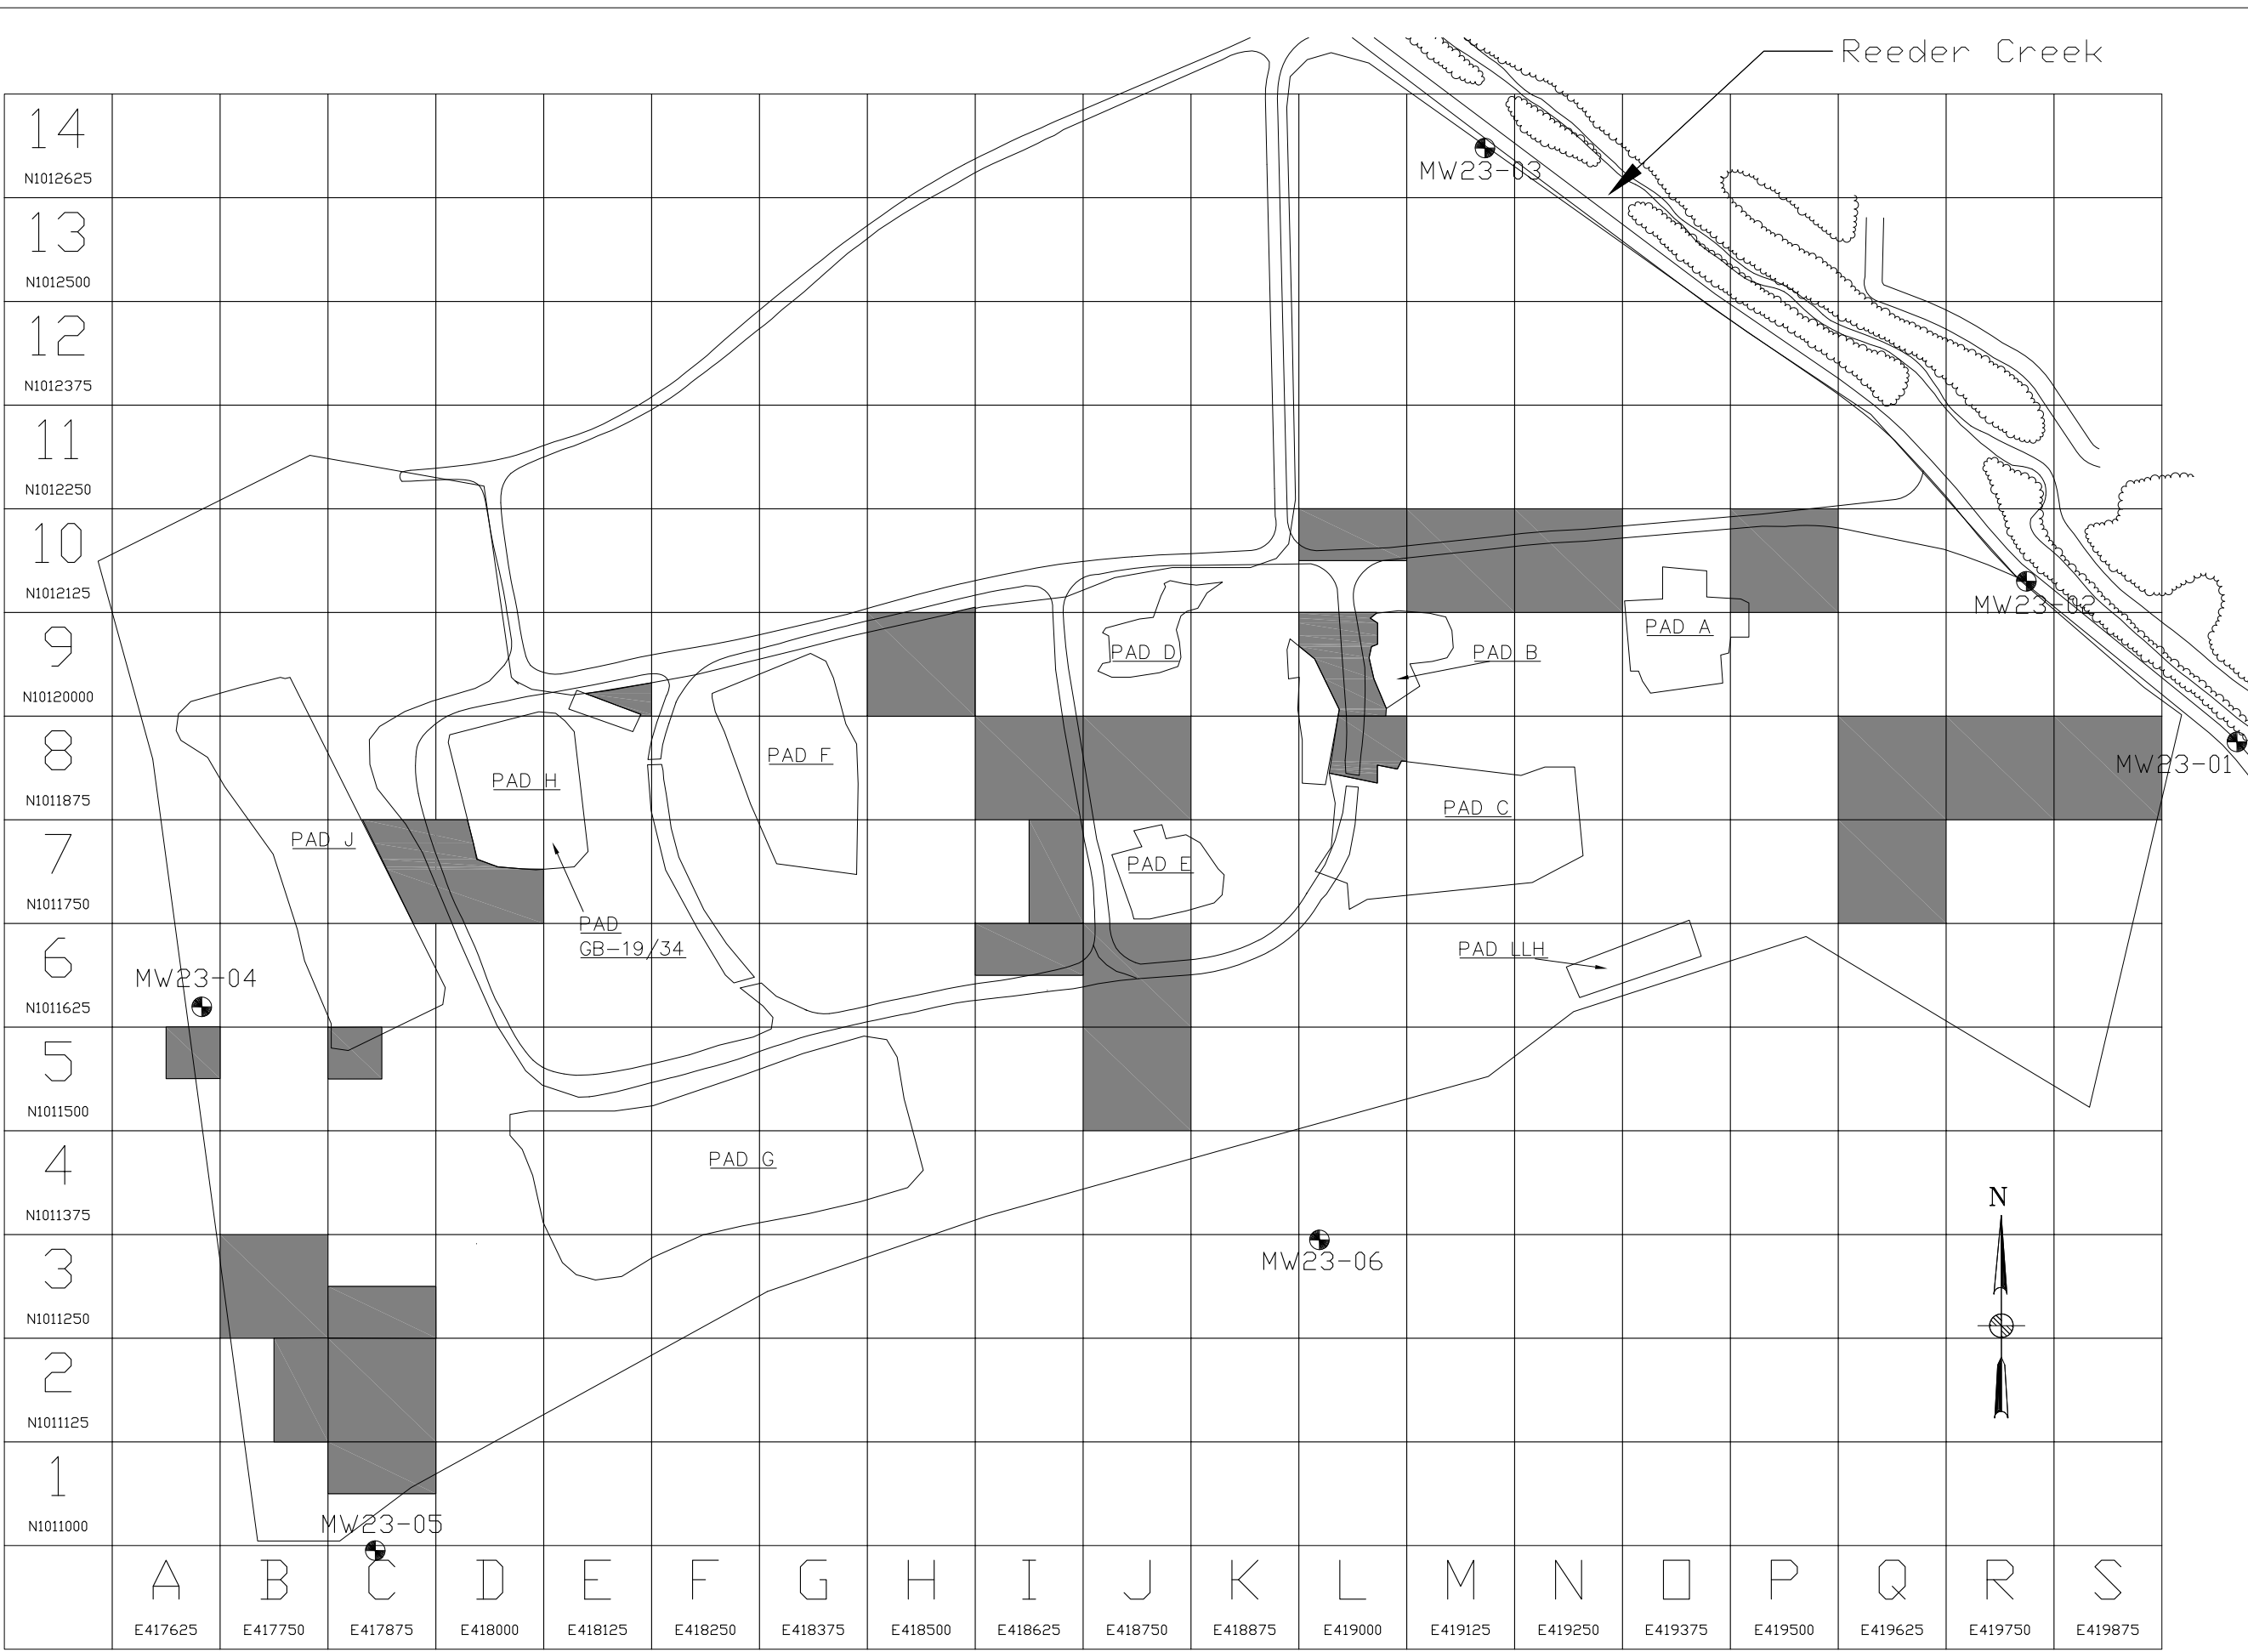 Reeder Creek
14
N1012625
MW23-03
13
N1012500
12
N1012375
11
N1012250
10
N1012125
MW23-02
9
PAD A
PAD D
PAD B
N10120000
8
PAD F
MW23-01
PAD H
N1011875
PAD C
7
PAD J
PAD E
N1011750
PAD
GB-19/34
6
PAD LLH
MW23-04
N1011625
5
N1011500
4
PAD G
N
N1011375
3
MW23-06
N1011250
2
N1011125
1
N1011000
MW23-05
A B C D E F G H I J K L M N O P Q R S
E417625 E417750 E417875 E418000 E418125 E418250 E418375 E418500 E418625 E418750 E418875 E419000 E419125 E419250 E419375 E419500 E419625 E419750 E419875